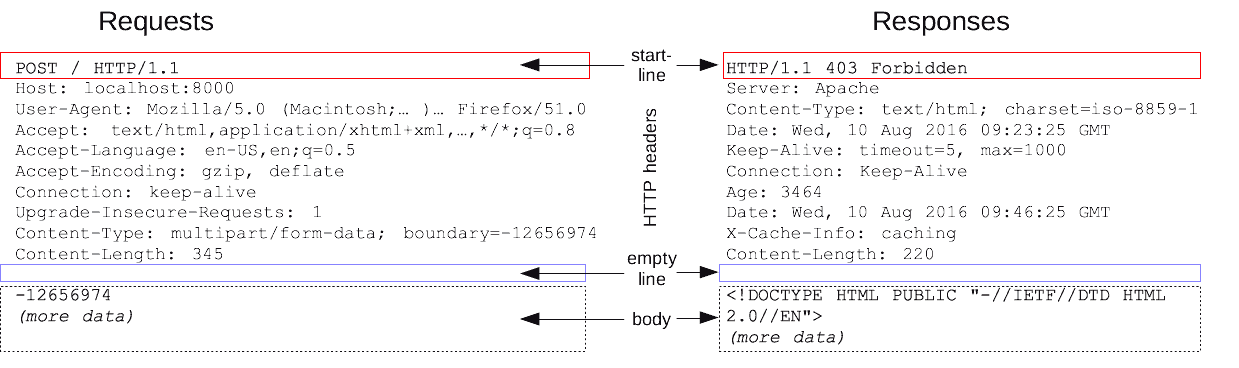 Requests
POST / HTTP/1.1
Host: localhost:8000
User-Agent: Mozilla/5.0 (Macintosh;… )… Firefox/51.0
Accept: text/html,application/xhtml+xml,…,*/*;q=0.8
Accept-Language: en-US,en;q=0.5
Accept-Encoding: gzip, deflate
Connection: keep-alive
Upgrade-Insecure-Requests: 1
Content-Type: multipart/form-data; boundary=-12656974
Content-Length: 345
-12656974
(more data)
start-
line
HTTP headers
empty
line
body
Responses
HTTP/1.1 403 Forbidden
Server: Apache
Content-Type: text/html; charset=iso-8859-1
Date: Wed, 10 Aug 2016 09:23:25 GMT
Keep-Alive: timeout=5, max=1000
Connection: Keep-Alive
Age: 3464
Date: Wed, 10 Aug 2016 09:46:25 GMT
X-Cache-Info: caching
Content-Length: 220
<!DOCTYPE HTML PUBLIC "-//IETF//DTD HTML
2.0//EN">
(more data)